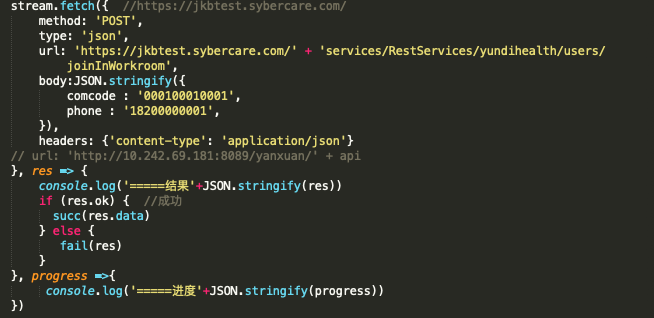 stream.fetch({  //https://jkbtest.sybercare.com/
    method: 'POST',
    type: 'json',
    url: 'https://jkbtest.sybercare.com/' + 'services/RestServices/yundihealth/users/
        joinInWorkroom',
    body:JSON.stringify({
        comcode : '000100010001',
        phone : '18200000001',
    }),
    headers: {'content-type': 'application/json'}
// url: 'http://10.242.69.181:8089/yanxuan/' + api
}, res => {
    console.log('=====结果'+JSON.stringify(res))
    if (res.ok) {  //成功
      succ(res.data)
    } else {
       fail(res)
    }
}, progress =>{
     console.log('=====进度'+JSON.stringify(progress))
})